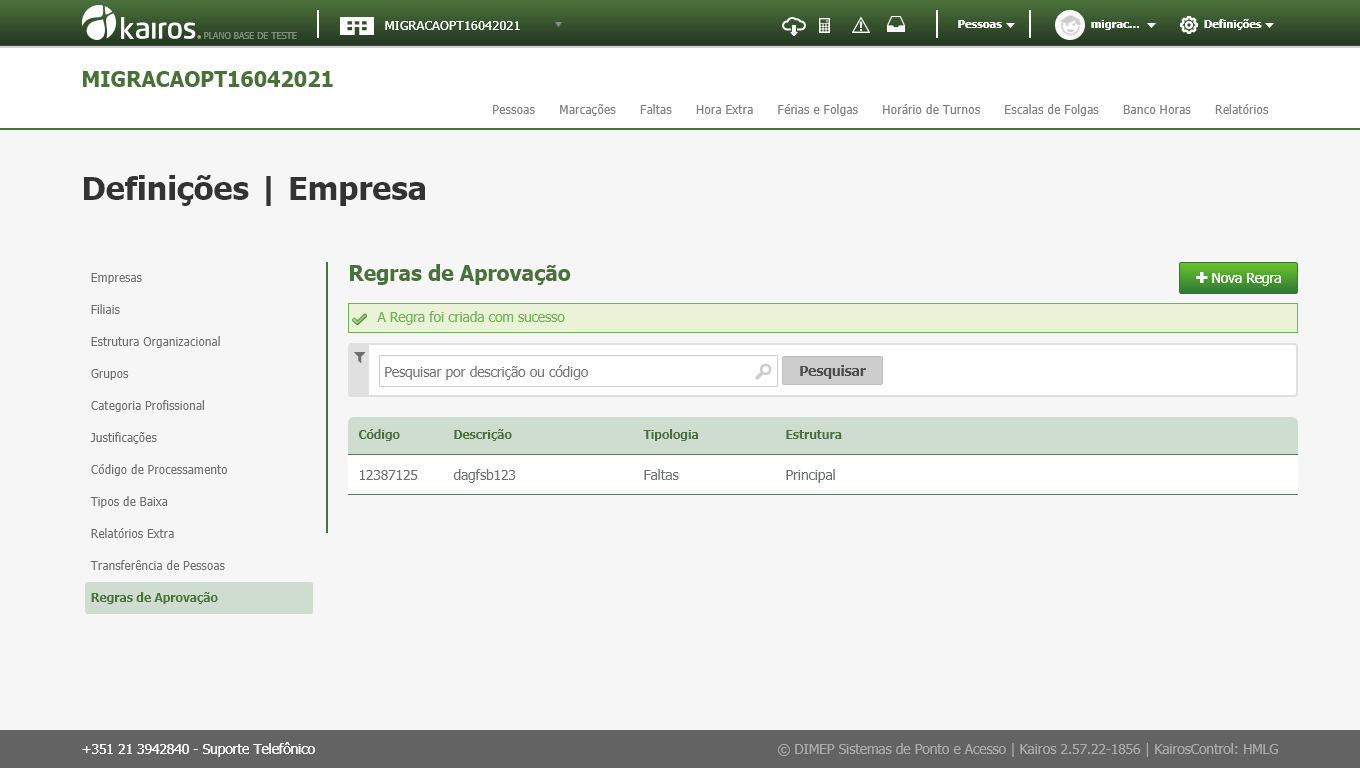 kairos. PLANO BASE DE TESTE
MIGRACAOPT16042021
Pessoas
migrac...
Definições
MIGRACAOPT16042021
Pessoas Marcações Faltas Hora Extra Férias e Folgas Horário de Turnos Escalas de Folgas Banco Horas Relatórios
Definições | Empresa
Empresas
Filiais
Estrutura Organizacional
Grupos
Categoria Profissional
Justificações
Código de Processamento
Tipos de Baixa
Relatórios Extra
Transferência de Pessoas
Regras de Aprovação
Regras de Aprovação
Nova Regra
A Regra foi criada com sucesso
Pesquisar por descrição ou código
Pesquisar
Código Descrição Tipologia Estrutura
12387125 dagfsb123 Faltas Principal
+351 21 3942840 - Suporte Telefônico
© DIMEP Sistemas de Ponto e Acesso | Kairos 2.57.22-1856 | KairosControl: HMLG